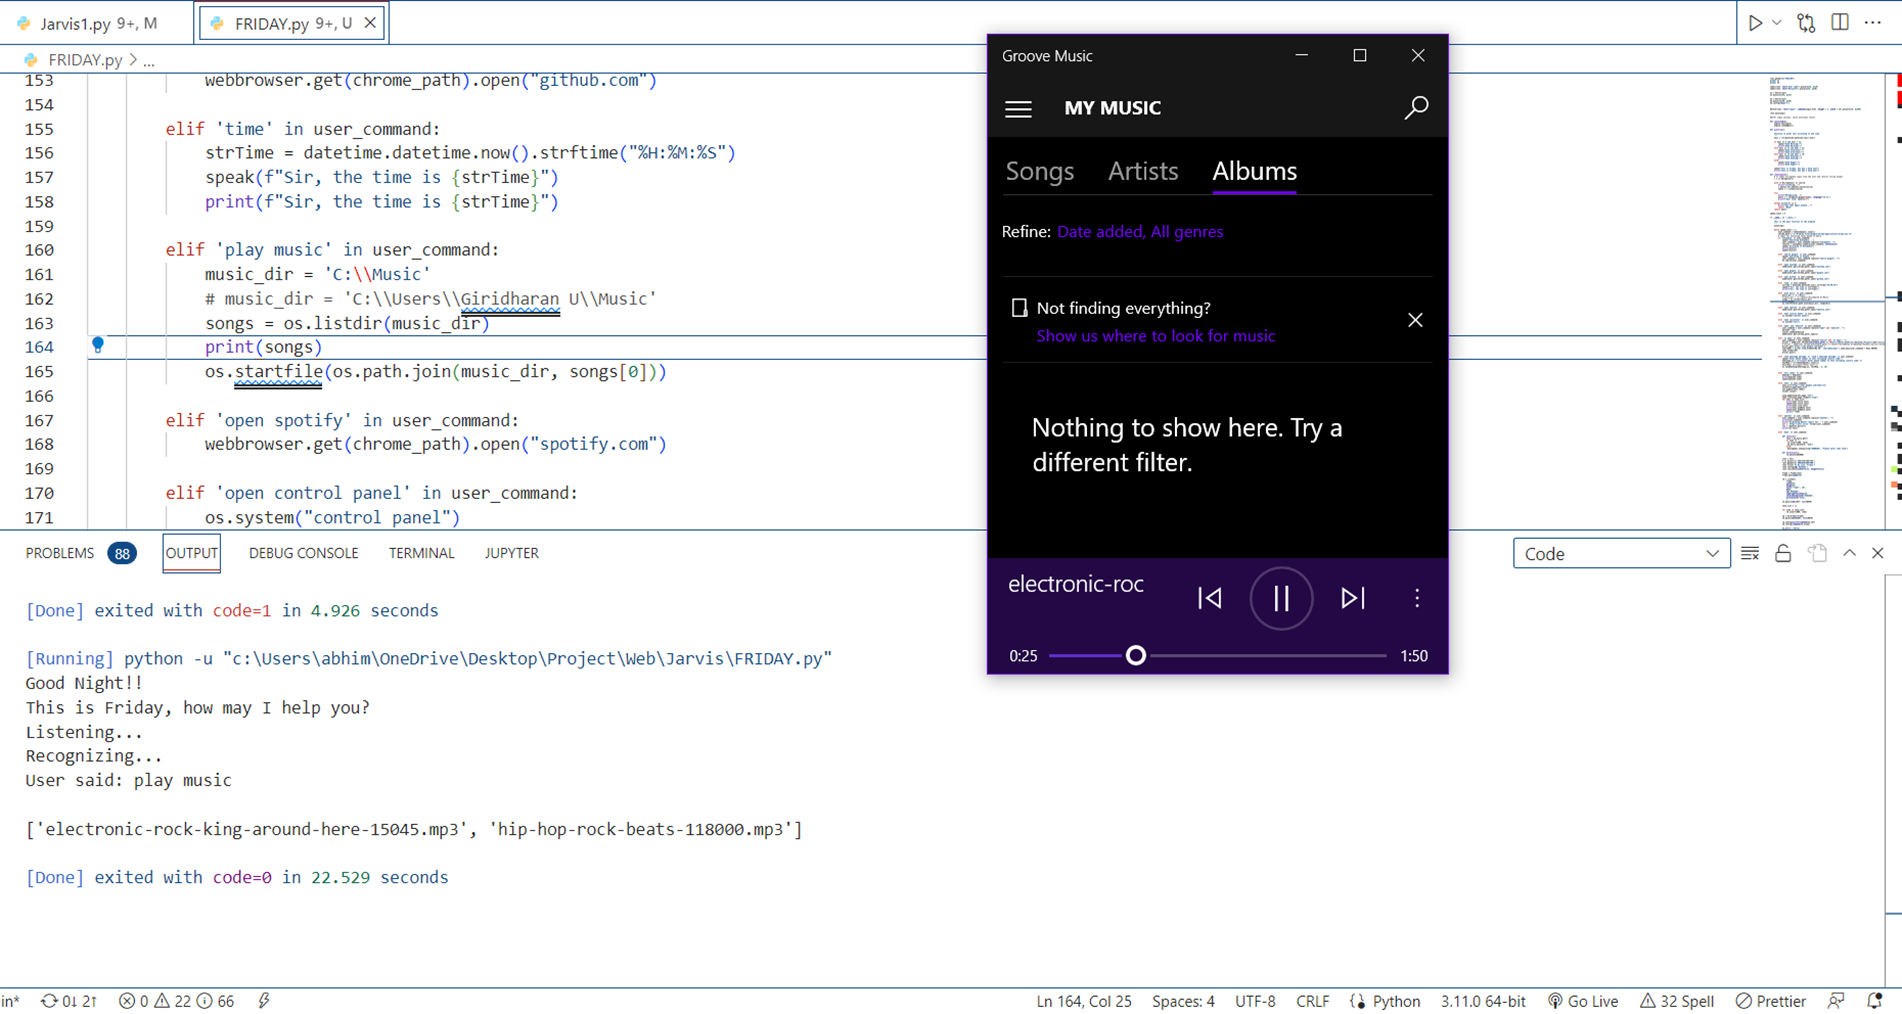 Jarvis1.py 9+, M
FRIDAY.py 9+, U
FRIDAY.py > ...
153 webbrowser.get(chrome_path).open("github.com")
154
155 elif 'time' in user_command:
156 strTime = datetime.datetime.now().strftime("%H:%M:%S")
157 speak(f"Sir, the time is {strTime}")
158 print(f"Sir, the time is {strTime}")
159
160 elif 'play music' in user_command:
161 music_dir = 'C:\\Music'
162 # music_dir = 'C:\\Users\\Giridharan U\\Music'
163 songs = os.listdir(music_dir)
164 print(songs)
165 os.startfile(os.path.join(music_dir, songs[0]))
166
167 elif 'open spotify' in user_command:
168 webbrowser.get(chrome_path).open("spotify.com")
169
170 elif 'open control panel' in user_command:
171 os.system("control panel")
Groove Music
MY MUSIC
Songs Artists Albums
Refine: Date added, All genres
Not finding everything?
Show us where to look for music
Nothing to show here. Try a
different filter.
electronic-roc
0:25 1:50
PROBLEMS 88 OUTPUT DEBUG CONSOLE TERMINAL JUPYTER
Code
[Done] exited with code=1 in 4.926 seconds
[Running] python -u "c:\Users\abhim\OneDrive\Desktop\Project\Web\Jarvis\FRIDAY.py"
Good Night!!
This is Friday, how may I help you?
Listening...
Recognizing...
User said: play music
['electronic-rock-king-around-here-15045.mp3', 'hip-hop-rock-beats-118000.mp3']
[Done] exited with code=0 in 22.529 seconds
in* 0↓ 2↑ 0 22 66 Ln 164, Col 25 Spaces: 4 UTF-8 CRLF Python 3.11.0 64-bit Go Live 32 Spell Prettier